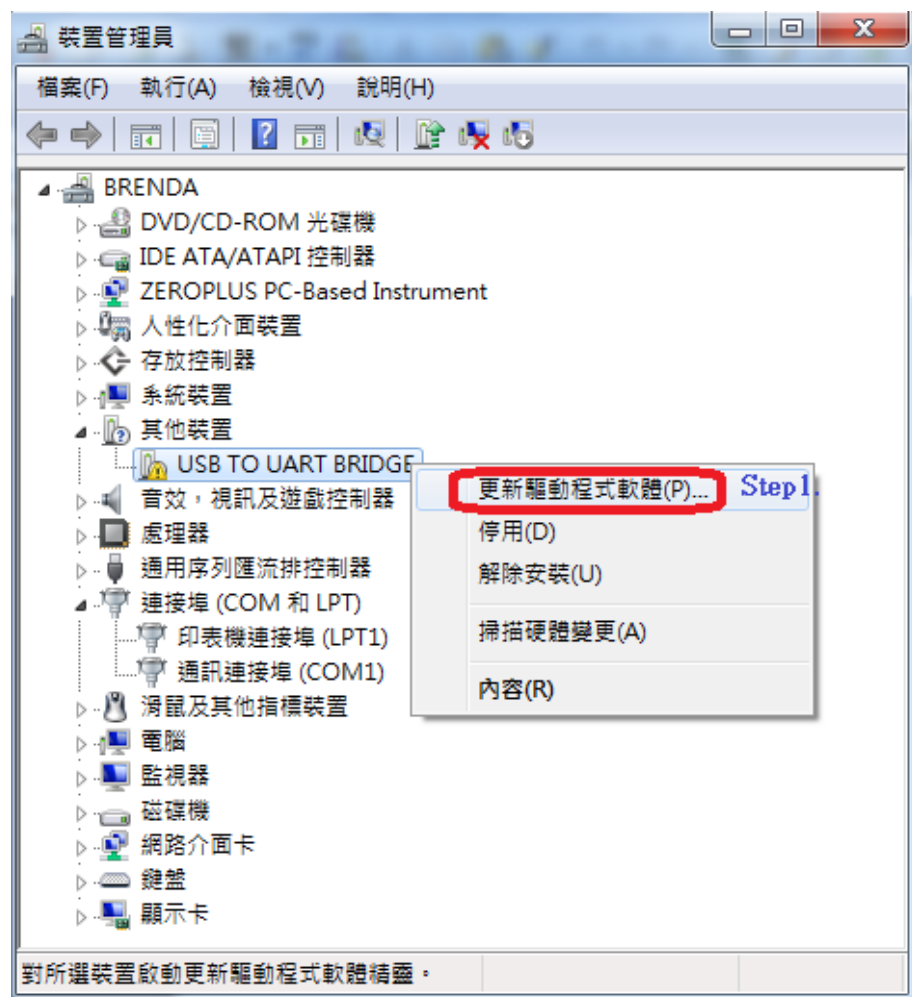 裝置管理員
檔案(F) 執行(A) 檢視(V) 說明(H)
BRENDA
DVD/CD-ROM 光碟機
IDE ATA/ATAPI 控制器
ZEROPLUS PC-Based Instrument
人性化介面裝置
存放控制器
系統裝置
其他裝置
USB TO UART BRIDGE
更新驅動程式軟體(P)... Step1.
停用(D)
解除安裝(U)
掃描硬體變更(A)
內容(R)
音效，視訊及遊戲控制器
處理器
通用序列匯流排控制器
連接埠 (COM 和 LPT)
印表機連接埠 (LPT1)
通訊連接埠 (COM1)
滑鼠及其他指標裝置
電腦
監視器
磁碟機
網路介面卡
鍵盤
顯示卡
對所選裝置啟動更新驅動程式軟體精靈。